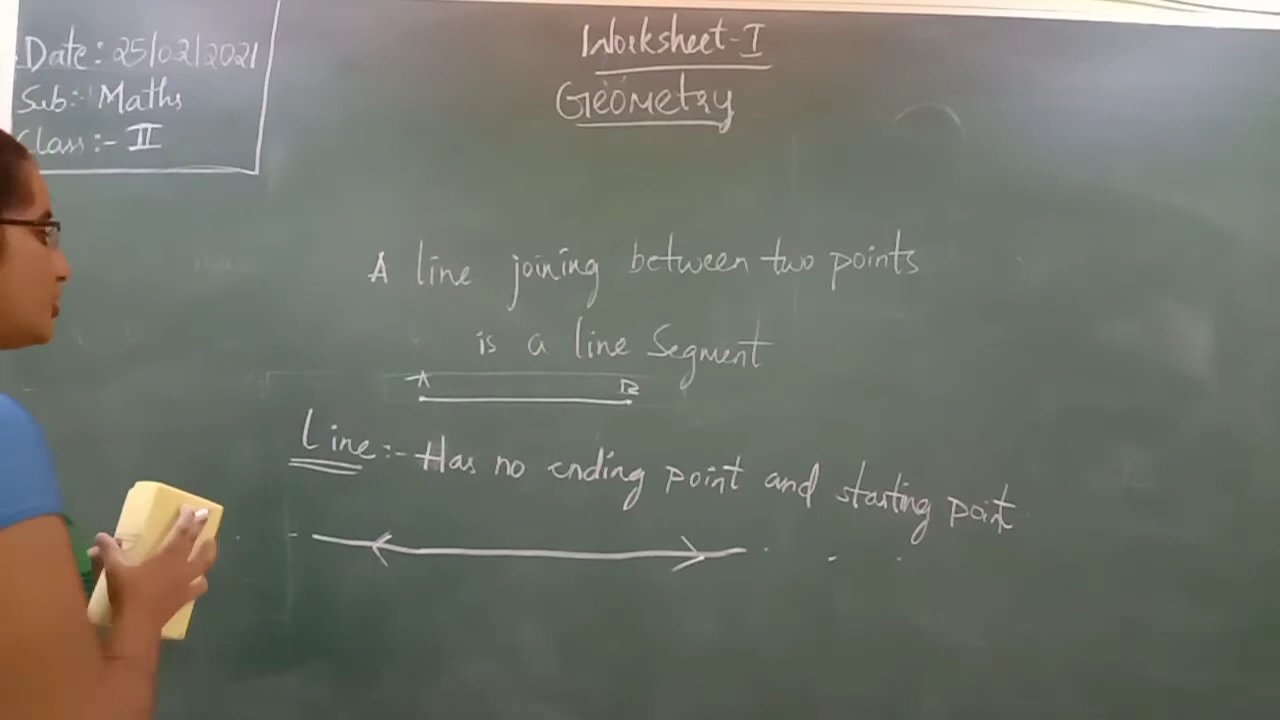 Date: 25/02/2021
Sub:- Maths
Class:- II
Worksheet-I
Geometry
A line joining between two points
is a line Segment
A B
Line:- Has no ending point and starting point